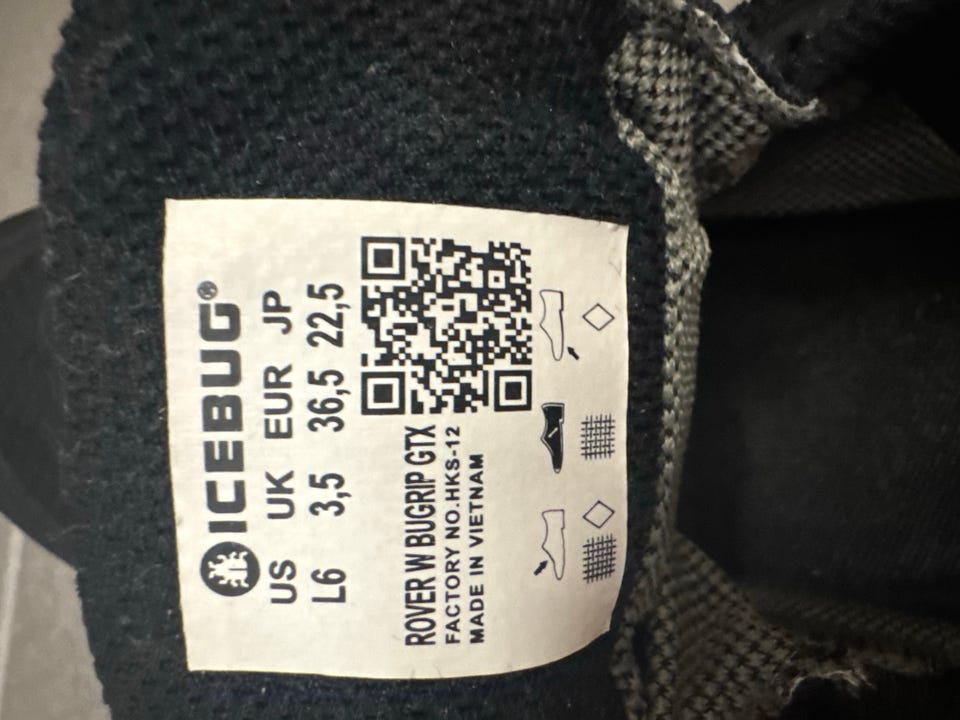 ICEBUG®
US UK EUR JP
L6 3,5 36,5 22,5
ROVER W BUGRIP GTX
FACTORY NO.HKS-12
MADE IN VIETNAM